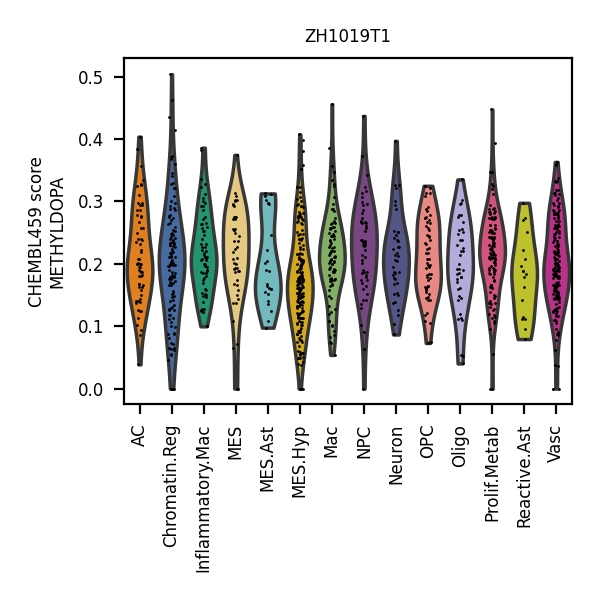 ZH1019T1
CHEMBL459 score
METHYLDOPA
0.5
0.4
0.3
0.2
0.1
0.0
AC
Chromatin.Reg
Inflammatory.Mac
MES
MES.Ast
MES.Hyp
Mac
NPC
Neuron
OPC
Oligo
Prolif.Metab
Reactive.Ast
Vasc